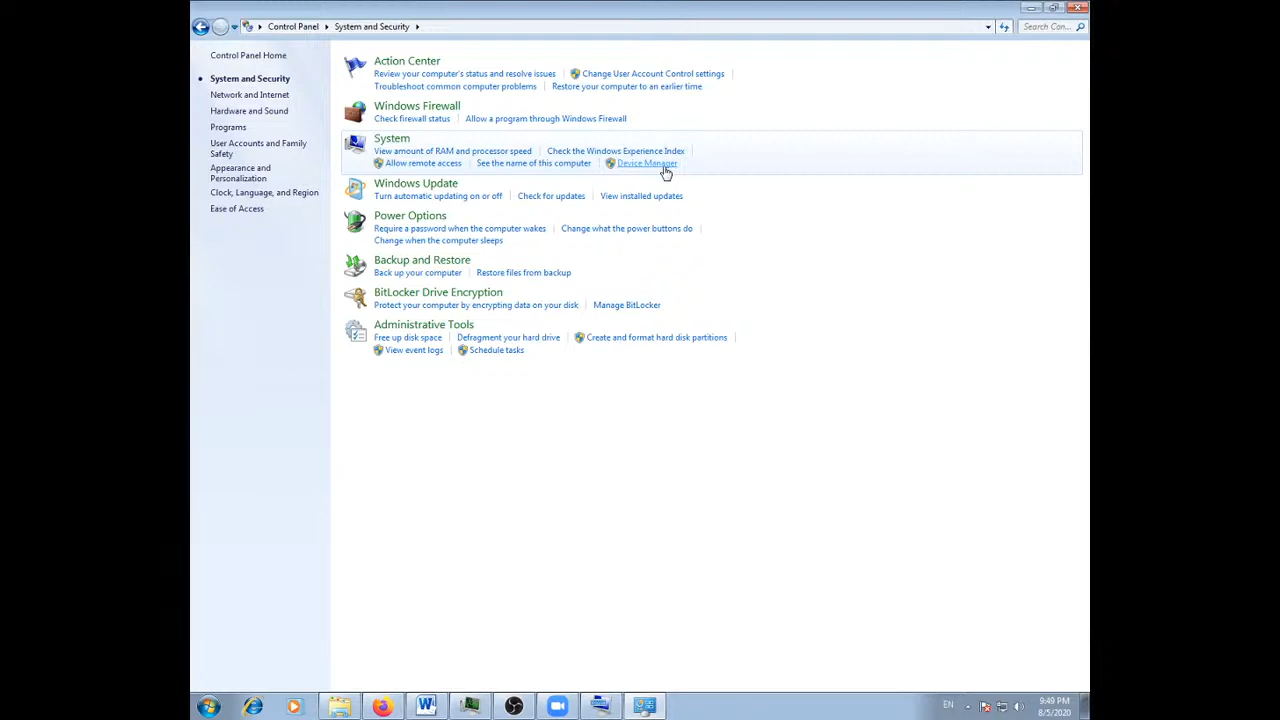 Control Panel System and Security Search Con...
Control Panel Home
System and Security
Network and Internet
Hardware and Sound
Programs
User Accounts and Family
Safety
Appearance and
Personalization
Clock, Language, and Region
Ease of Access
Action Center
Review your computer's status and resolve issues Change User Account Control settings
Troubleshoot common computer problems Restore your computer to an earlier time
Windows Firewall
Check firewall status Allow a program through Windows Firewall
System
View amount of RAM and processor speed Check the Windows Experience Index
Allow remote access See the name of this computer Device Manager
Windows Update
Turn automatic updating on or off Check for updates View installed updates
Power Options
Require a password when the computer wakes Change what the power buttons do
Change when the computer sleeps
Backup and Restore
Back up your computer Restore files from backup
BitLocker Drive Encryption
Protect your computer by encrypting data on your disk Manage BitLocker
Administrative Tools
Free up disk space Defragment your hard drive Create and format hard disk partitions
View event logs Schedule tasks
EN 9:49 PM
8/5/2020